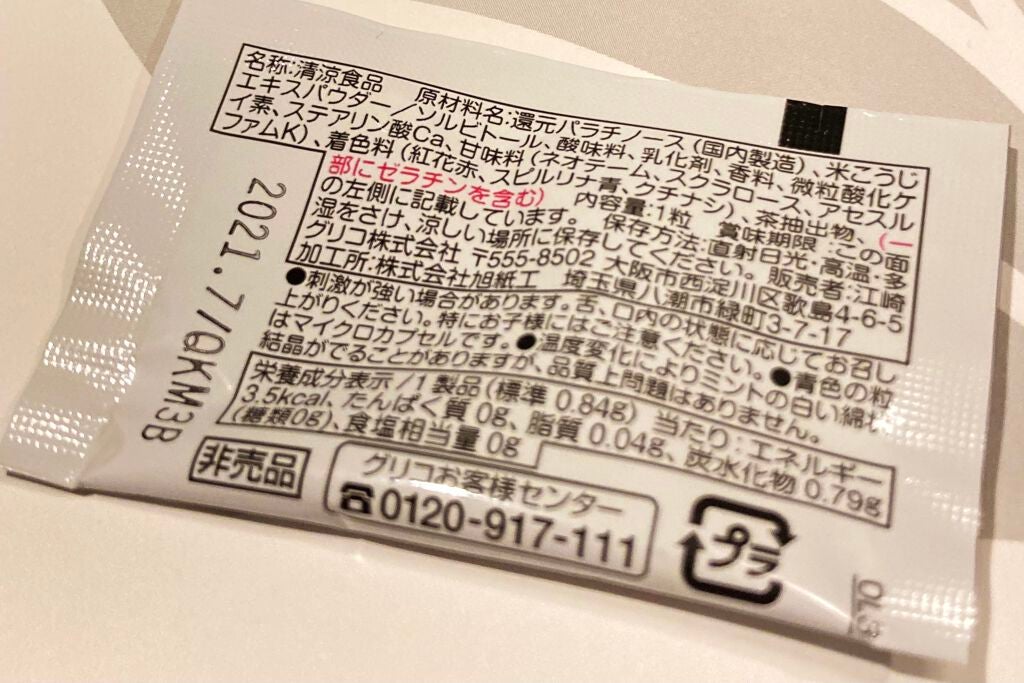 名称:清涼食品　原材料名:還元パラチノース(国内製造)、米こうじ
エキスパウダー/ソルビトール、酸味料、乳化剤、香料、微粒酸化ケ
イ素、ステアリン酸Ca、甘味料(ネオテーム、スクラロース、アセスル
ファムK)、着色料(紅花赤、スピルリナ青、クチナシ)、茶抽出物、(一
部にゼラチンを含む)　内容量:1粒　賞味期限:この面
の左側に記載しています。 保存方法:直射日光・高温・多
湿をさけ、涼しい場所に保存してください。 販売者:江崎
グリコ株式会社 〒555-8502 大阪市西淀川区歌島4-6-5
加工所:株式会社旭紙工　埼玉県八潮市緑町3-7-17
●刺激が強い場合があります。舌、口内の状態に応じてお召し
上がりください。特にお子様にはご注意ください。●青色の粒
はマイクロカプセルです。●温度変化によりミントの白い綿状
結晶がでることがありますが、品質上問題はありません。
栄養成分表示/1製品(標準 0.84g) 当たり:エネルギー
3.5kcal、たんぱく質 0g、脂質 0.04g、炭水化物 0.79g
(糖類0g)、食塩相当量 0g
2021.7/QKM3B
非売品
グリコお客様センター
☎0120-917-111
プラ
OL3